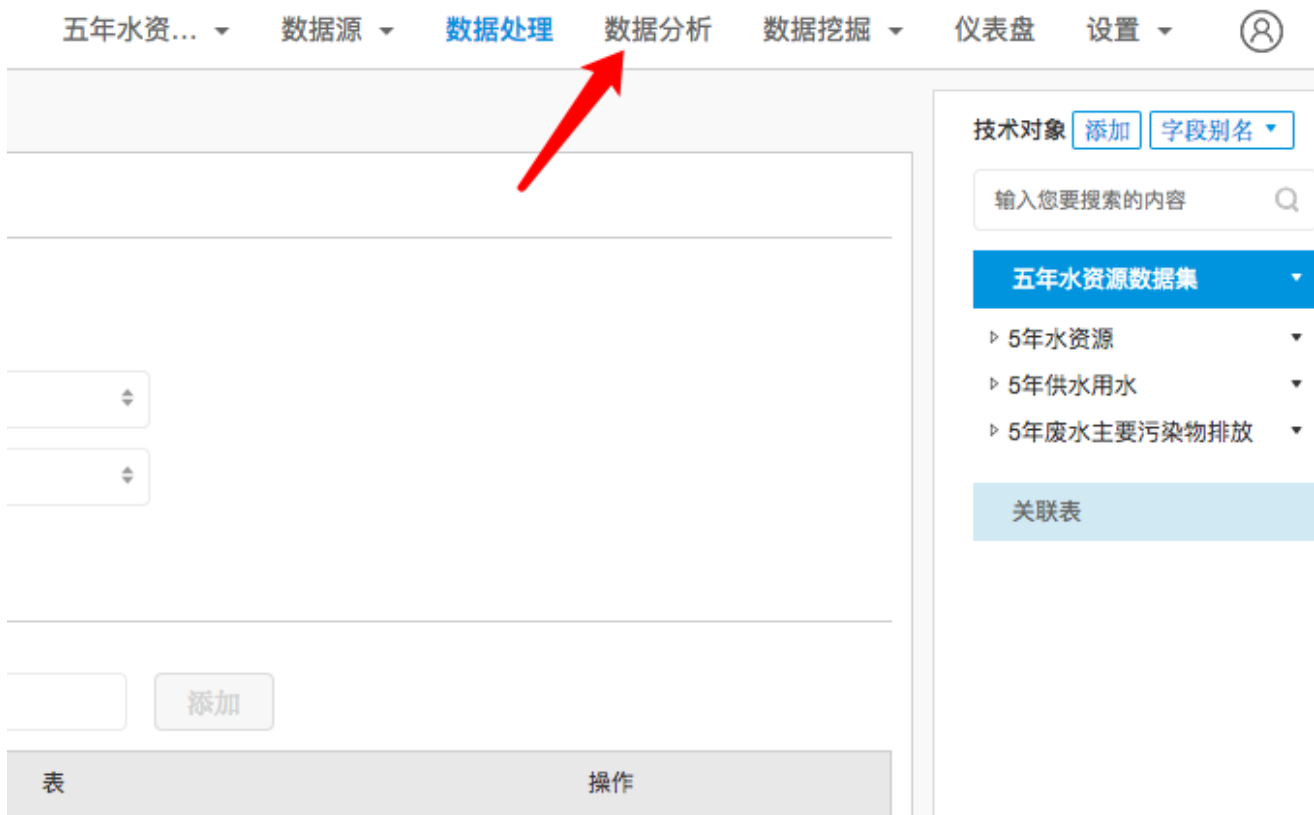 五年水资... 数据源 数据处理 数据分析 数据挖掘 仪表盘 设置
技术对象 添加 字段别名
输入您要搜索的内容
五年水资源数据集
5年水资源
5年供水用水
5年废水主要污染物排放
关联表
添加
表 操作